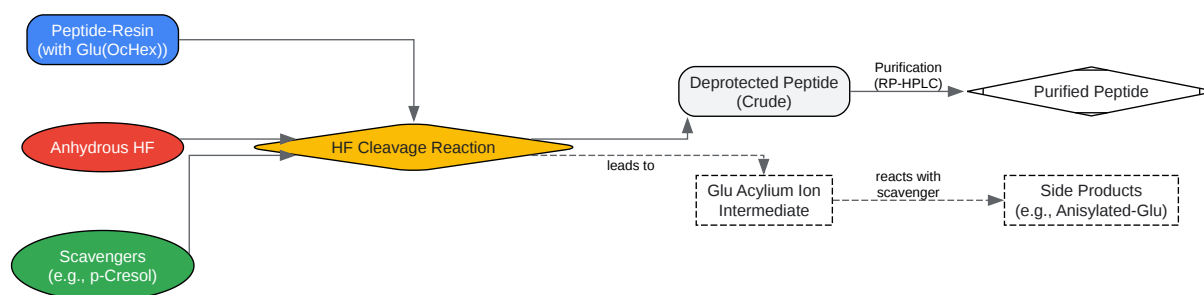 Peptide-Resin
(with Glu(OcHex))
Anhydrous HF
Scavengers
(e.g., p-Cresol)
HF Cleavage Reaction
leads to
Deprotected Peptide
(Crude)
Purification
(RP-HPLC)
Purified Peptide
Glu Acylium Ion
Intermediate
reacts with
scavenger
Side Products
(e.g., Anisylated-Glu)